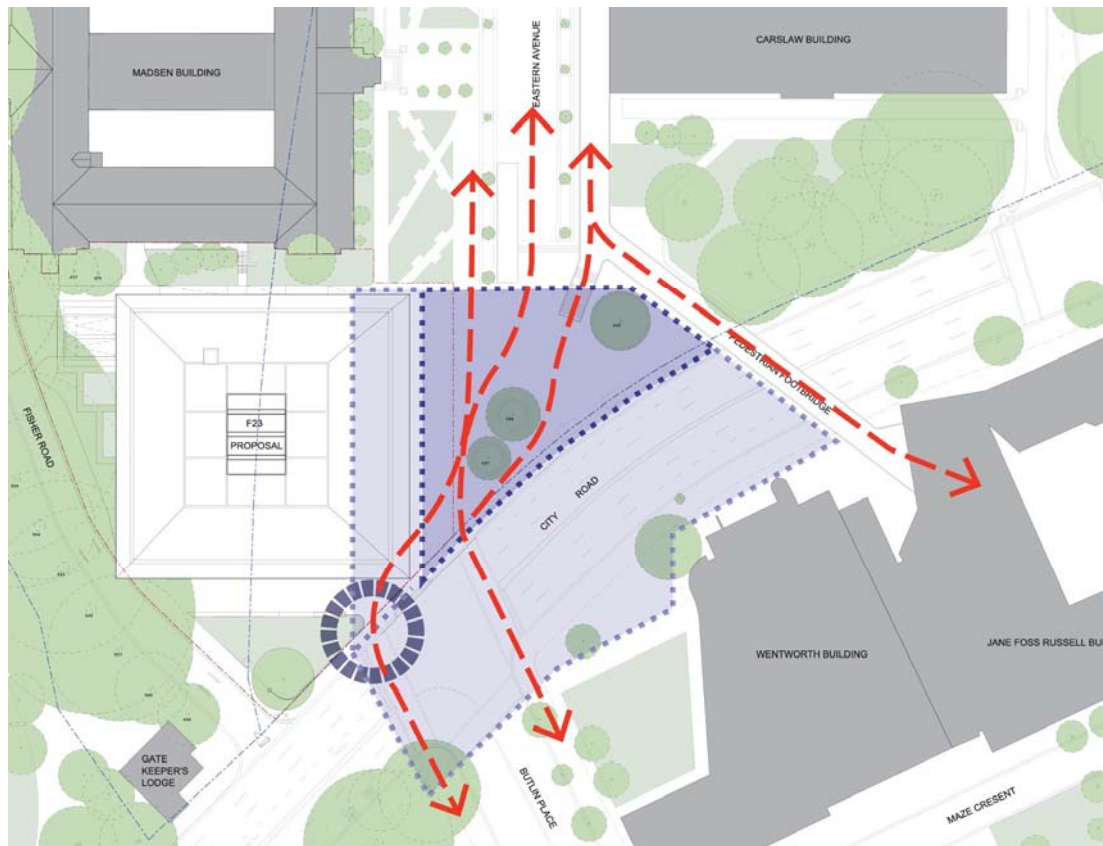 EASTERN AVENUE
CARSLAW BUILDING
MADSEN BUILDING
PEDESTRIAN FOOTBRIDGE
FISHER ROAD
F23
PROPOSAL
CITY ROAD
WENTWORTH BUILDING
JANE FOSS RUSSELL BUI
GATE
KEEPER'S
LODGE
BUTLIN PLACE
MAZE CRESENT